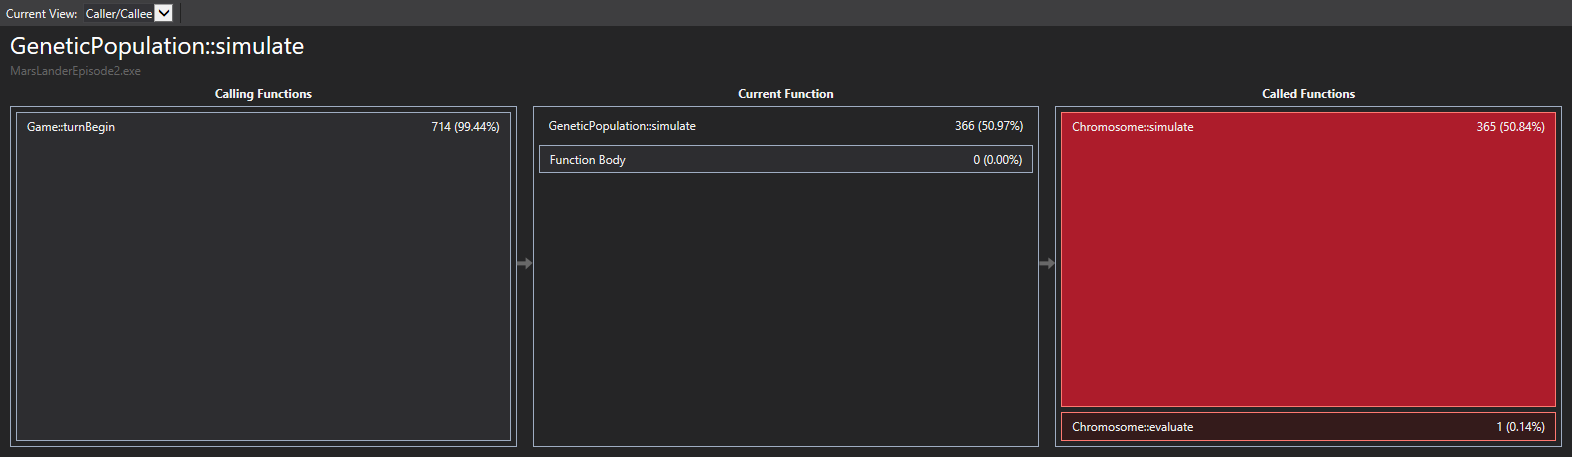 Current View: Caller/Callee
GeneticPopulation::simulate
MarsLanderEpisode2.exe
Calling Functions
Game::turnBegin 714 (99.44%)
Current Function
GeneticPopulation::simulate 366 (50.97%)
Function Body 0 (0.00%)
Called Functions
Chromosome::simulate 365 (50.84%)
Chromosome::evaluate 1 (0.14%)